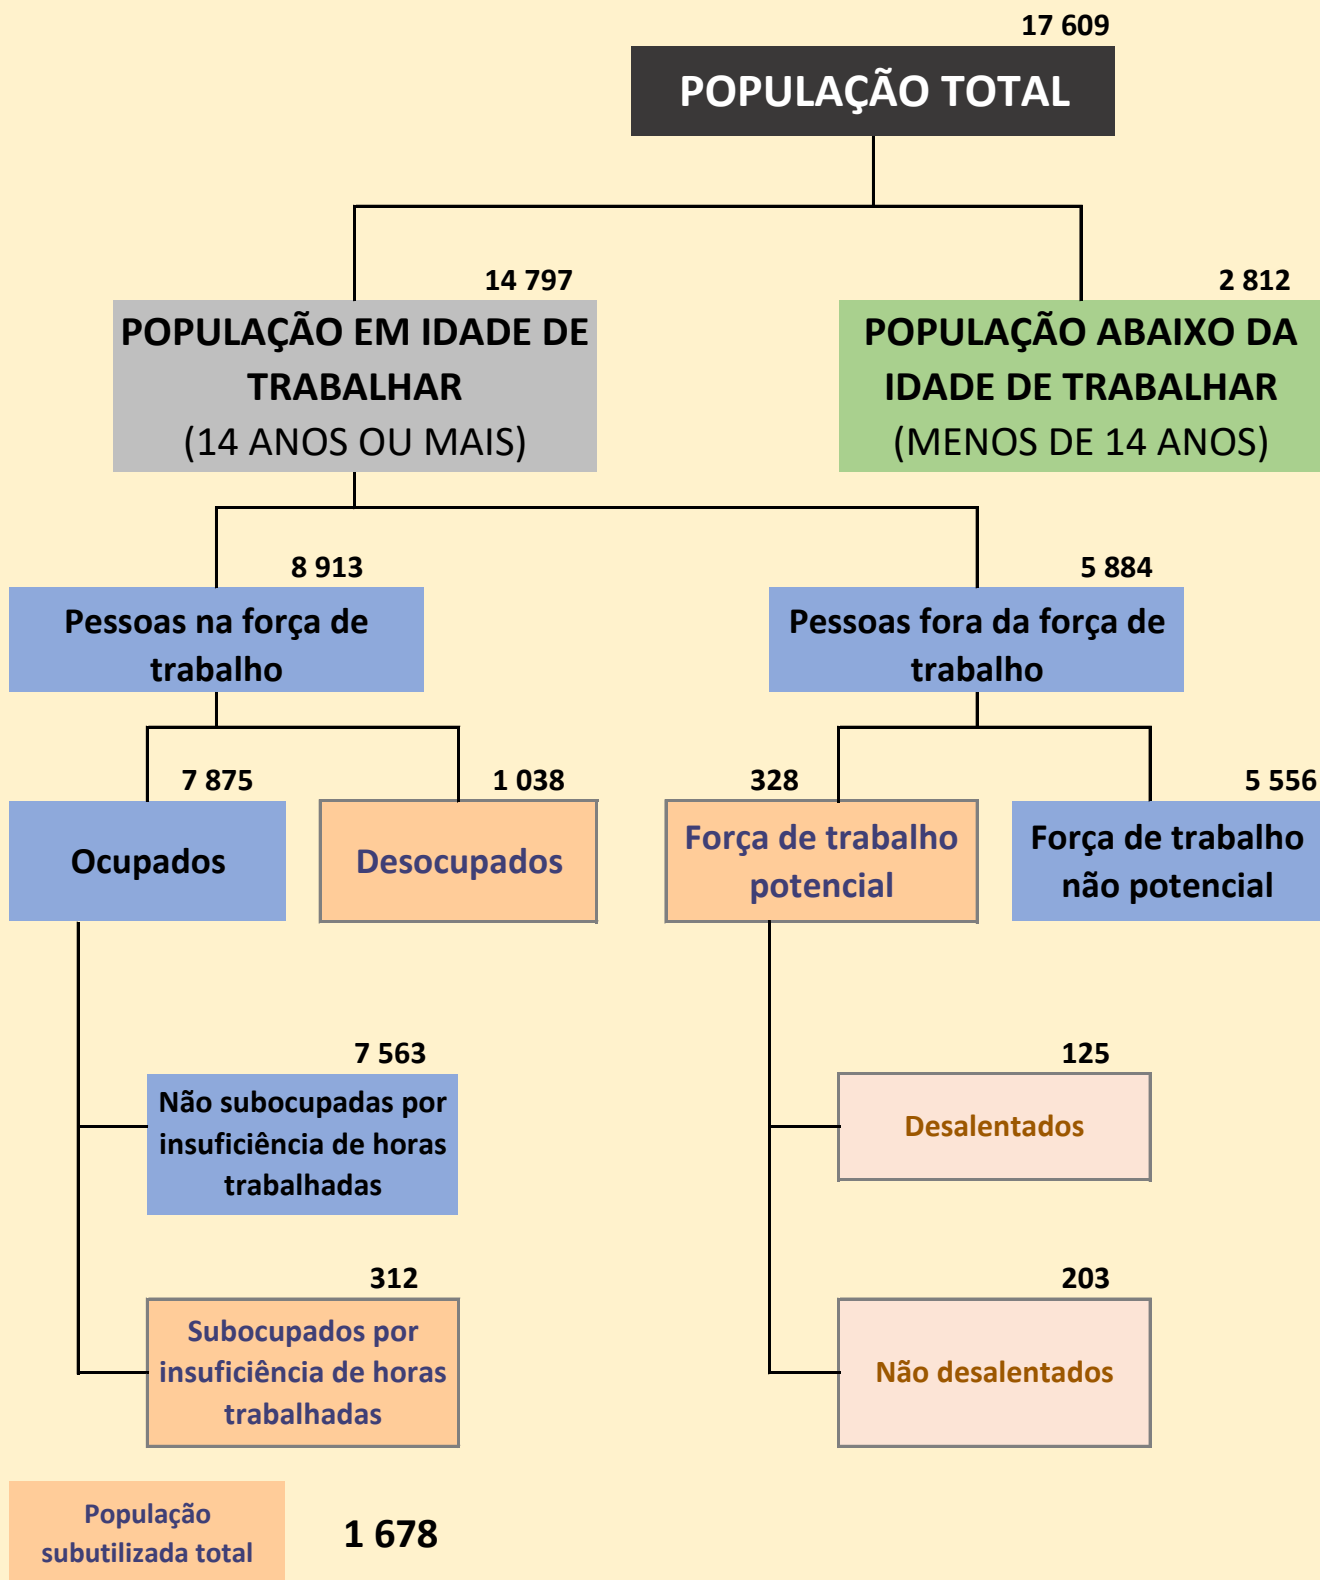 17 609
POPULAÇÃO TOTAL
14 797
POPULAÇÃO EM IDADE DE
TRABALHAR
(14 ANOS OU MAIS)
2 812
POPULAÇÃO ABAIXO DA
IDADE DE TRABALHAR
(MENOS DE 14 ANOS)
8 913
Pessoas na força de
trabalho
5 884
Pessoas fora da força de
trabalho
7 875
Ocupados
1 038
Desocupados
328
Força de trabalho
potencial
5 556
Força de trabalho
não potencial
7 563
Não subocupadas por
insuficiência de horas
trabalhadas
125
Desalentados
312
Subocupados por
insuficiência de horas
trabalhadas
203
Não desalentados
População
subutilizada total
1 678